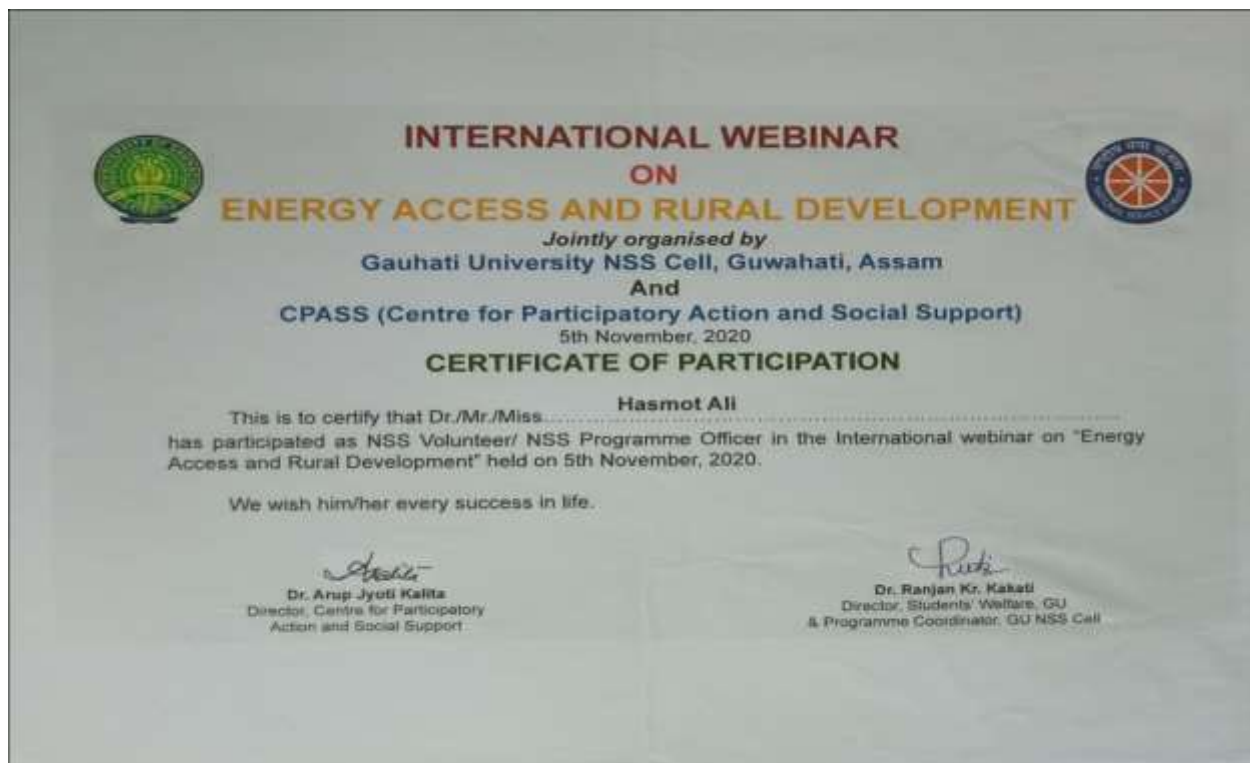 INTERNATIONAL WEBINAR
ON
ENERGY ACCESS AND RURAL DEVELOPMENT
Jointly organised by
Gauhati University NSS Cell, Guwahati, Assam
And
CPASS (Centre for Participatory Action and Social Support)
5th November, 2020
CERTIFICATE OF PARTICIPATION
This is to certify that Dr./Mr./Miss. Hasmot Ali
has participated as NSS Volunteer/ NSS Programme Officer in the International webinar on "Energy
Access and Rural Development" held on 5th November, 2020.
We wish him/her every success in life.
Dr. Arup Jyoti Kalita
Director, Centre for Participatory
Action and Social Support
Dr. Ranjan Kr. Kakati
Director, Students' Welfare, GU
& Programme Coordinator, GU NSS Cell